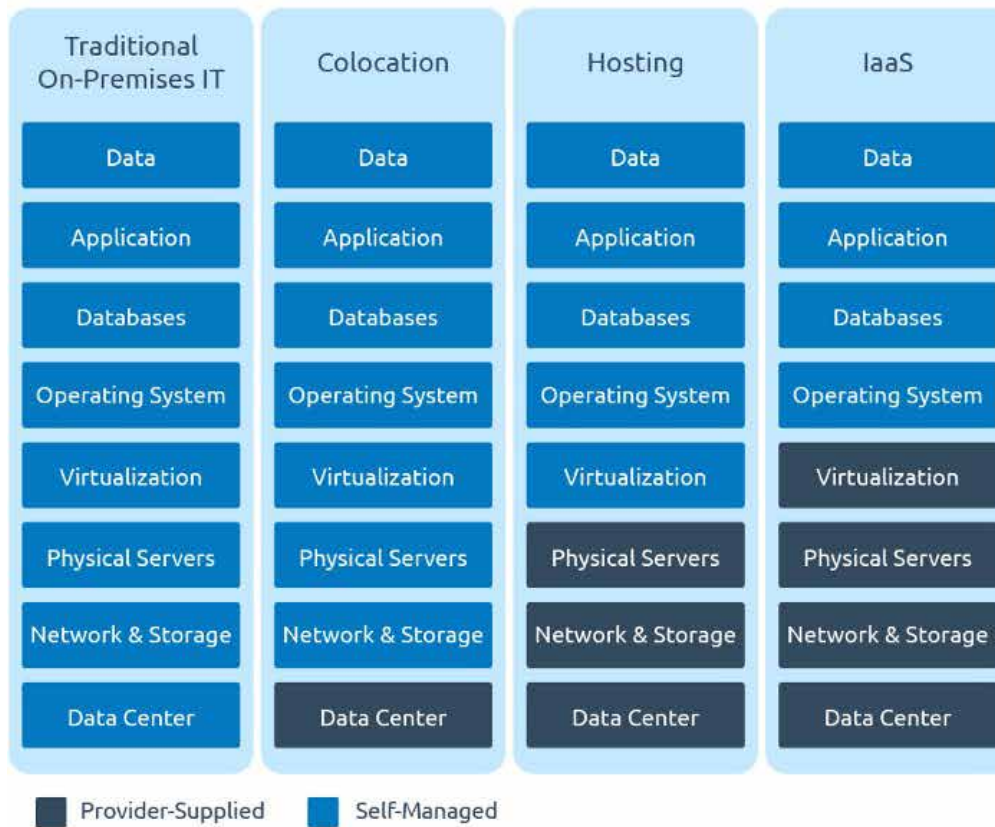 Traditional
On-Premises IT
Data
Application
Databases
Operating System
Virtualization
Physical Servers
Network & Storage
Data Center
Colocation
Data
Application
Databases
Operating System
Virtualization
Physical Servers
Network & Storage
Data Center
Hosting
Data
Application
Databases
Operating System
Virtualization
Physical Servers
Network & Storage
Data Center
IaaS
Data
Application
Databases
Operating System
Virtualization
Physical Servers
Network & Storage
Data Center
Provider-Supplied
Self-Managed